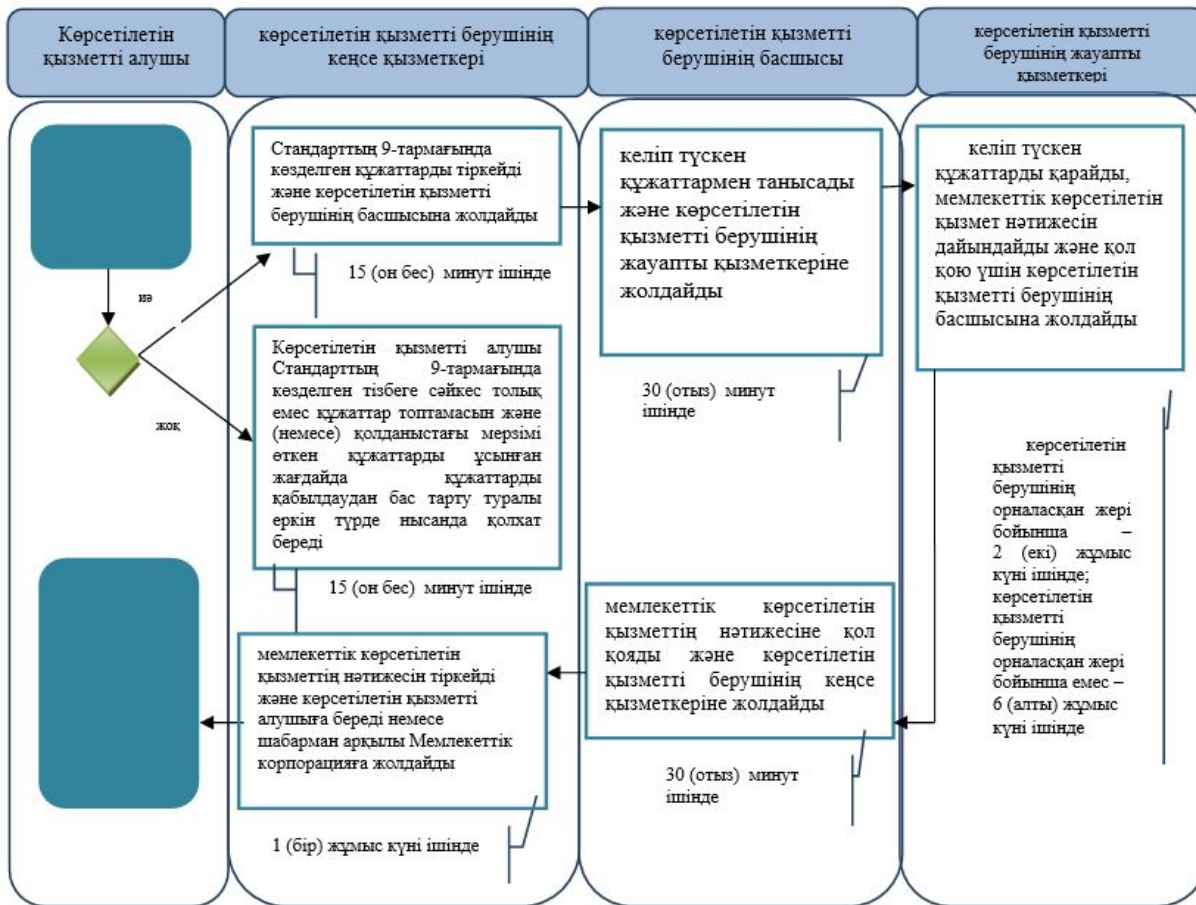 Көрсетілетін
қызметті алушы
көрсетілетін қызметті берушінің
кеңсе қызметкері
көрсетілетін қызметті
берушінің басшысы
көрсетілетін қызметті
берушінің жауапты
қызметкері
иә
жоқ
Стандарттың 9-тармағында
көзделген құжаттарды тіркейді
және көрсетілетін қызметті
берушінің басшысына жолдайды
15 (он бес) минут ішінде
Көрсетілетін қызметті алушы
Стандарттың 9-тармағында
көзделген тізбеге сәйкес толық
емес құжаттар топтамасын және
(немесе) қолданыстағы мерзімі
өткен құжаттарды ұсынған
жағдайда құжаттарды
қабылдаудан бас тарту туралы
еркін түрде нысанда қолхат
береді
15 (он бес) минут ішінде
мемлекеттік көрсетілетін
қызметтің нәтижесін тіркейді
және көрсетілетін қызметті
алушыға береді немесе
шабарман арқылы Мемлекеттік
корпорацияға жолдайды
1 (бір) жұмыс күні ішінде
келіп түскен
құжаттармен танысады
және көрсетілетін
қызметті берушінің
жауапты қызметкеріне
жолдайды
30 (отыз) минут
ішінде
мемлекеттік көрсетілетін
қызметтің нәтижесіне қол
қояды және көрсетілетін
қызметті берушінің кеңсе
қызметкеріне жолдайды
30 (отыз) минут
ішінде
келіп түскен
құжаттарды қарайды,
мемлекеттік көрсетілетін
қызмет нәтижесін
дайындайды және қол
қою үшін көрсетілетін
қызметті берушінің
басшысына жолдайды
көрсетілетін
қызметті
берушінің
орналасқан жері
бойынша –
2 (екі) жұмыс
күні ішінде;
көрсетілетін
қызметті
берушінің
орналасқан жері
бойынша емес –
6 (алты) жұмыс
күні ішінде